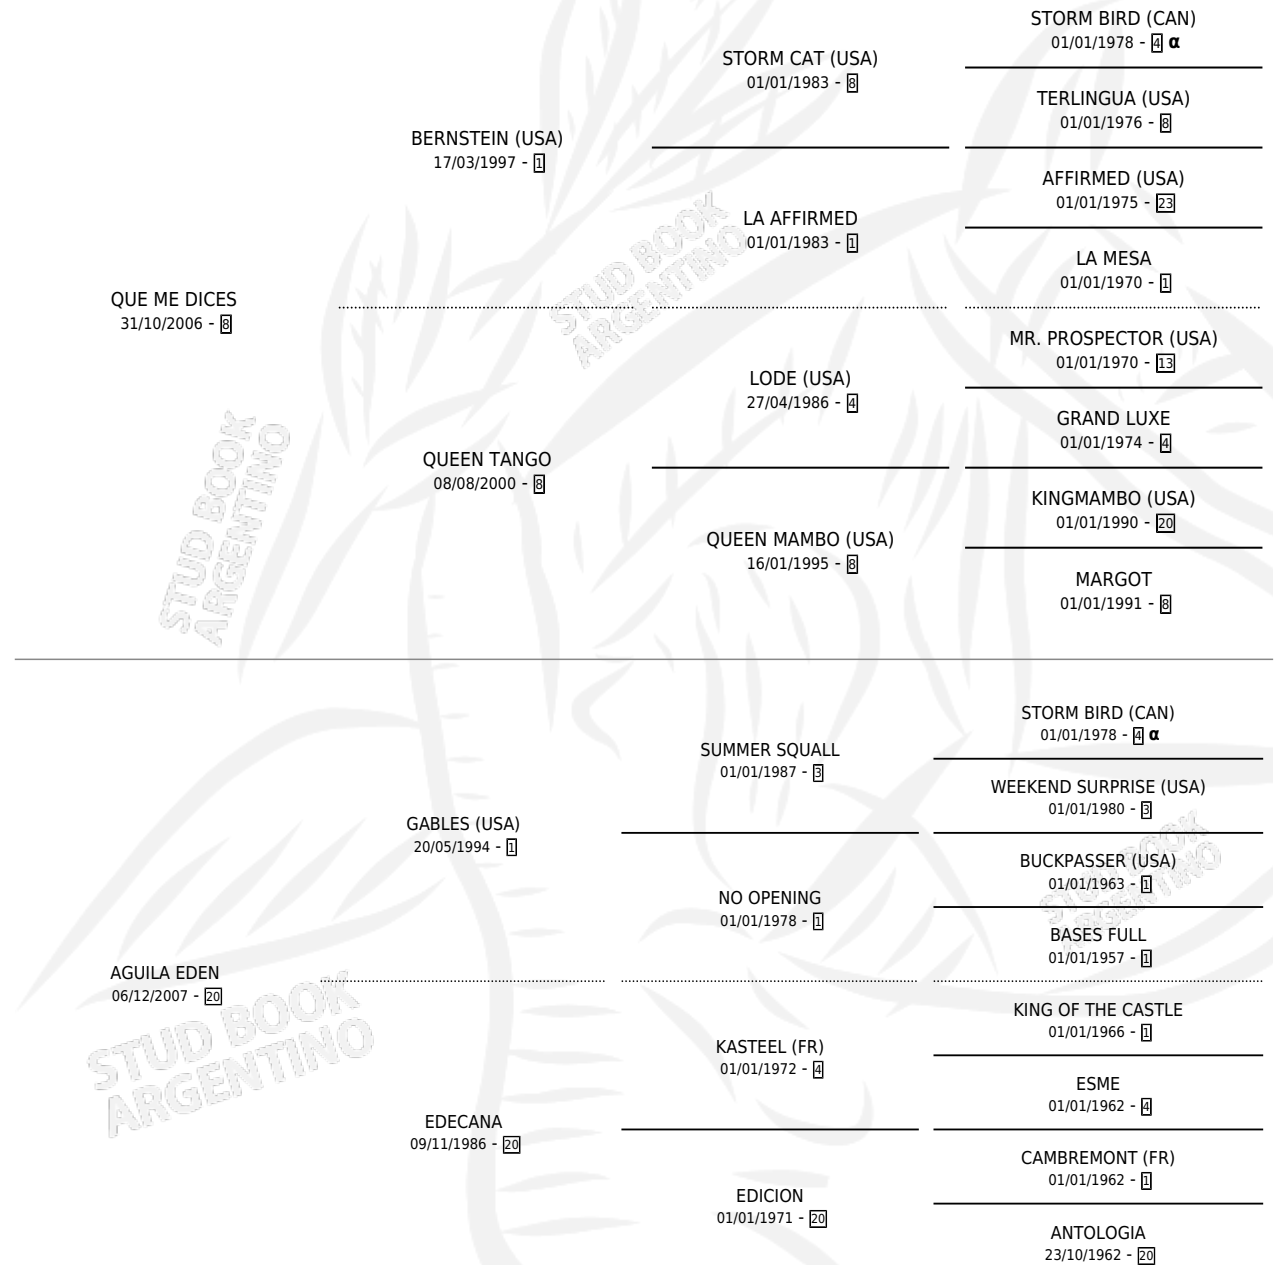 STORM BIRD (CAN)
01/01/1978 - 4 α
STORM CAT (USA)
01/01/1983 - 8
TERLINGUA (USA)
01/01/1976 - 8
BERNSTEIN (USA)
17/03/1997 - 1
AFFIRMED (USA)
01/01/1975 - 23
LA AFFIRMED
01/01/1983 - 1
LA MESA
01/01/1970 - 1
QUE ME DICES
31/10/2006 - 8
MR. PROSPECTOR (USA)
01/01/1970 - 13
LODE (USA)
27/04/1986 - 4
GRAND LUXE
01/01/1974 - 4
QUEEN TANGO
08/08/2000 - 8
KINGMAMBO (USA)
01/01/1990 - 20
QUEEN MAMBO (USA)
16/01/1995 - 8
MARGOT
01/01/1991 - 8
STUD BOOK
ARGENTINO
STUD BOOK
ARGENTINO
STORM BIRD (CAN)
01/01/1978 - 4 α
SUMMER SQUALL
01/01/1987 - 3
WEEKEND SURPRISE (USA)
01/01/1980 - 3
GABLES (USA)
20/05/1994 - 1
BUCKPASSER (USA)
01/01/1963 - 1
NO OPENING
01/01/1978 - 1
BASES FULL
01/01/1957 - 1
AGUILA EDEN
06/12/2007 - 20
KING OF THE CASTLE
01/01/1966 - 1
KASTEEL (FR)
01/01/1972 - 4
ESME
01/01/1962 - 4
EDECANA
09/11/1986 - 20
CAMBREMONT (FR)
01/01/1962 - 1
EDICION
01/01/1971 - 20
ANTOLOGIA
23/10/1962 - 20
STUD BOOK
ARGENTINO
STUD BOOK
ARGENTINO